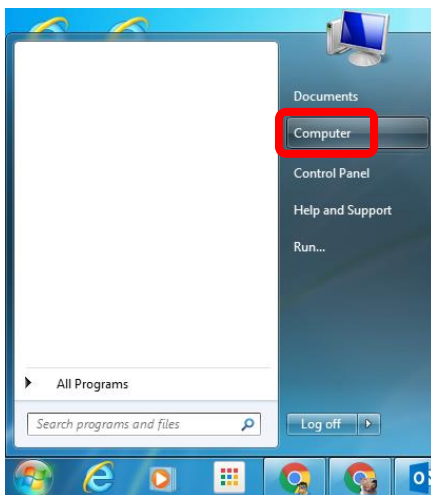 Documents
Computer
Control Panel
Help and Support
Run...
All Programs
Search programs and files
Log off